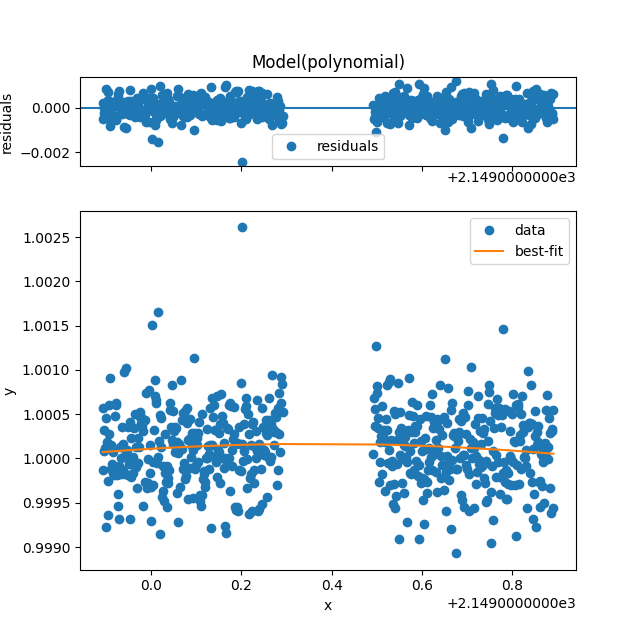 Model(polynomial)
residuals
0.000
−0.002
residuals
+2.1490000000e3
y
1.0025
1.0020
1.0015
1.0010
1.0005
1.0000
0.9995
0.9990
data
best-fit
0.0 0.2 0.4 0.6 0.8
x
+2.1490000000e3